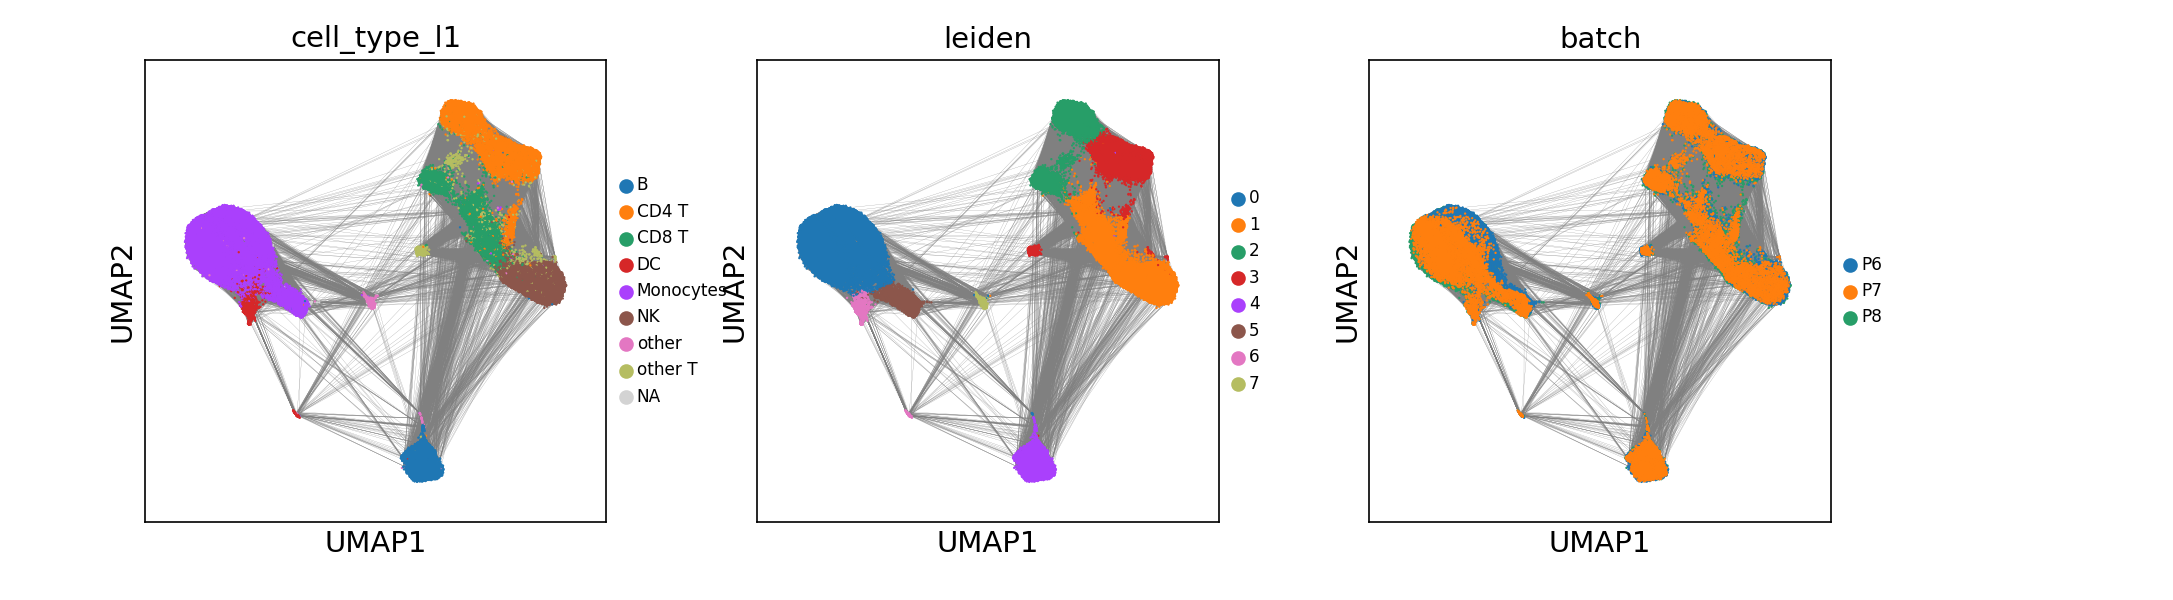 cell_type_l1
UMAP2
UMAP1
B
CD4 T
CD8 T
DC
Monocytes
NK
other
other T
NA
leiden
UMAP2
UMAP1
0
1
2
3
4
5
6
7
batch
UMAP2
UMAP1
P6
P7
P8